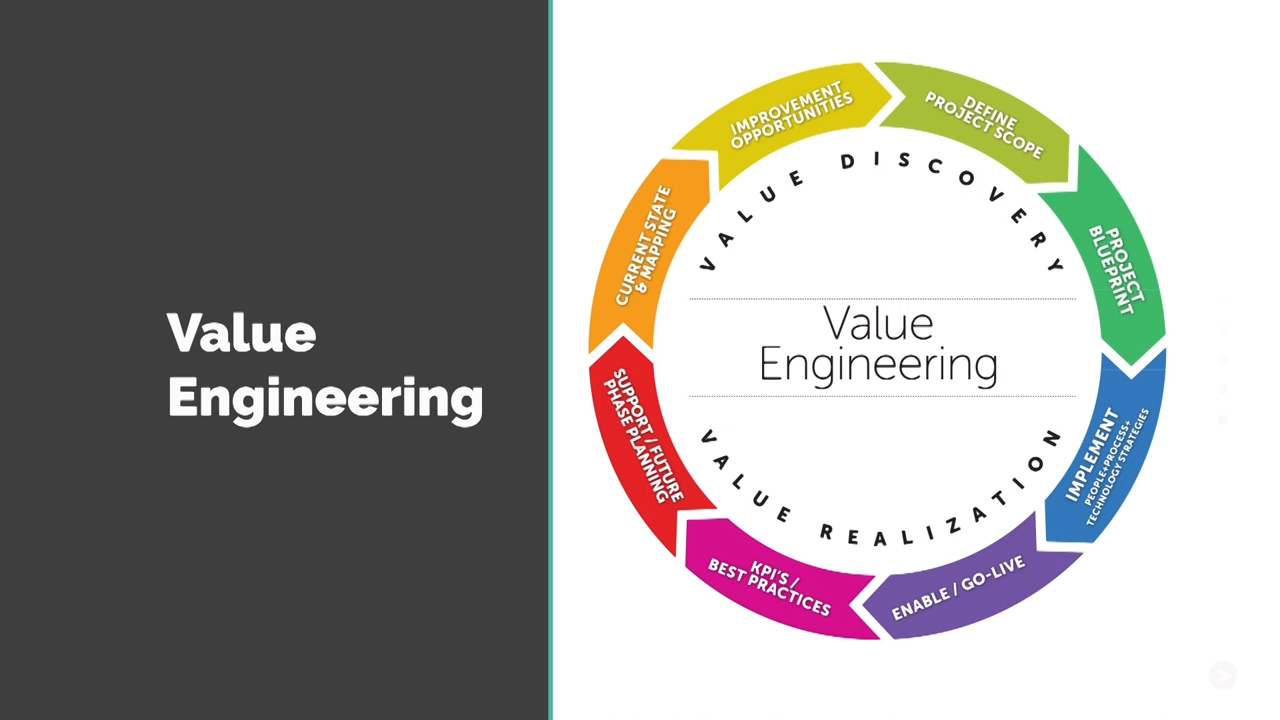 Value
Engineering
IMPROVEMENT
OPPORTUNITIES
DEFINE
PROJECT SCOPE
PROJECT
BLUEPRINT
IMPLEMENT
PEOPLE+PROCESS+
TECHNOLOGY STRATEGIES
ENABLE / GO-LIVE
KPI'S /
BEST PRACTICES
SUPPORT / FUTURE
PHASE PLANNING
CURRENT STATE
& MAPPING
VALUE DISCOVERY
Value
Engineering
VALUE REALIZATION